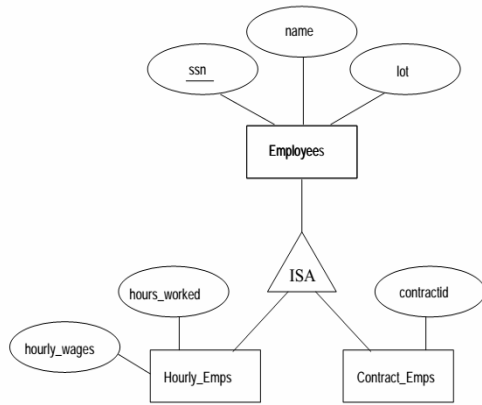 name
ssn
lot
Employees
ISA
hours_worked
contractid
hourly_wages
Hourly_Emps
Contract_Emps